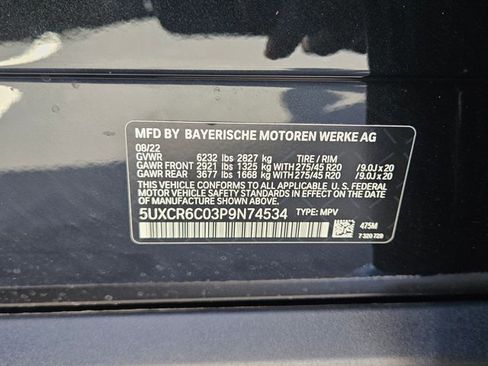 MFD BY BAYERISCHE MOTOREN WERKE AG
08/22
GVWR 6232 lbs 2827 kg TIRE / RIM
GAWR FRONT 2921 lbs 1325 kg WITH 275/45 R20 /9.0J x 20
GAWR REAR 3677 lbs 1668 kg WITH 275/45 R20 /9.0J x 20
THIS VEHICLE CONFORMS TO ALL APPLICABLE U. S. FEDERAL
MOTOR VEHICLE SAFETY STANDARDS IN EFFECT ON THE DATE
OF MANUFACTURE SHOWN ABOVE.
5UXCR6C03P9N74534 TYPE: MPV
475M
7 320 720